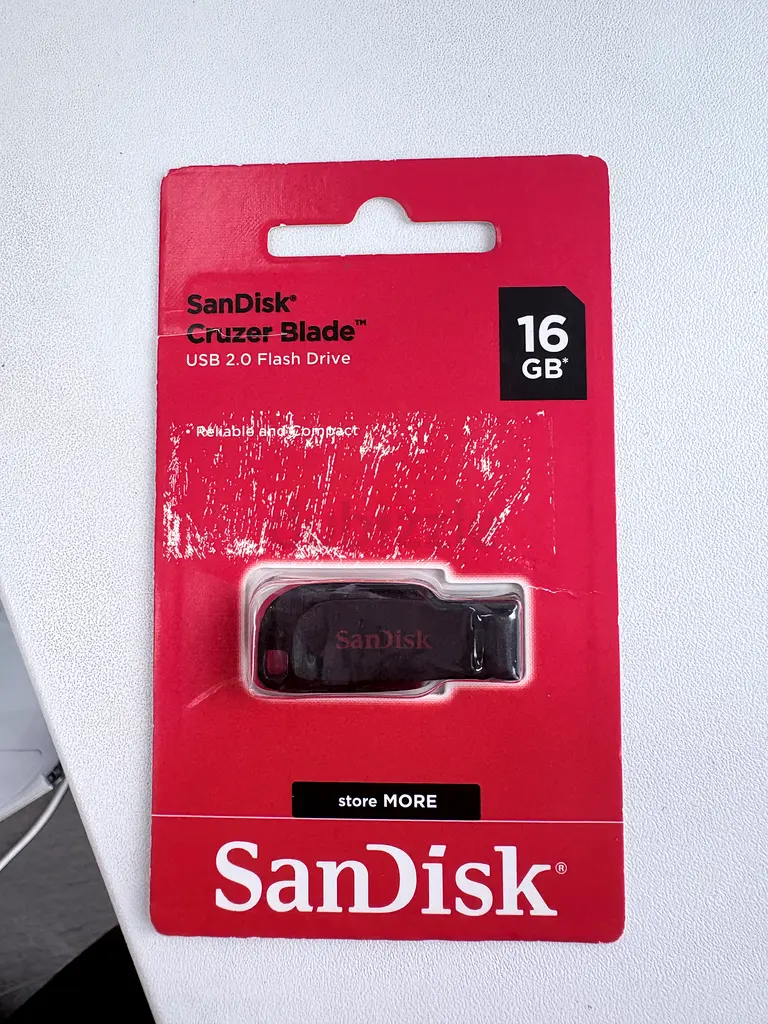 SanDisk®
Cruzer Blade™
USB 2.0 Flash Drive
16
GB*
• Reliable and Compact
SanDisk
store MORE
SanDisk®